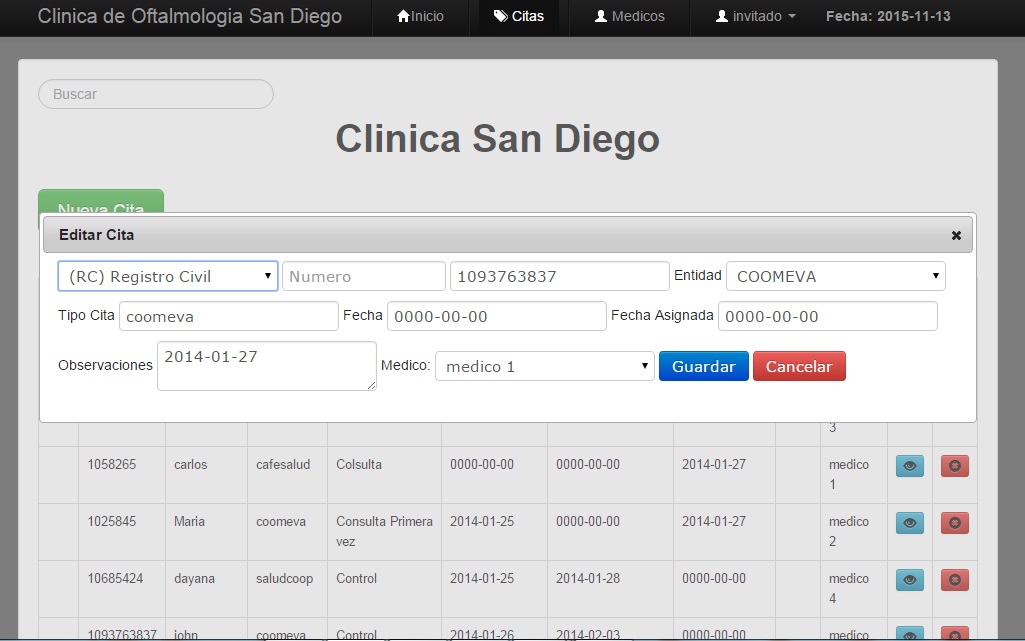 Clinica de Oftalmologia San Diego Inicio Citas Medicos invitado Fecha: 2015-11-13
Buscar
Clinica San Diego
Nueva Cita
Editar Cita
(RC) Registro Civil Numero 1093763837 Entidad COOMEVA
Tipo Cita coomeva Fecha 0000-00-00 Fecha Asignada 0000-00-00
Observaciones 2014-01-27 Medico: medico 1 Guardar Cancelar
3
1058265 carlos cafesalud Colsulta 0000-00-00 0000-00-00 2014-01-27 medico
1
1025845 Maria coomeva Consulta Primera 2014-01-25 0000-00-00 2014-01-27 medico
vez 2
10685424 dayana saludcoop Control 2014-01-25 2014-01-28 0000-00-00 medico
4
1093763837 john coomeva Control 2014-01-26 2014-02-03 0000-00-00 medico